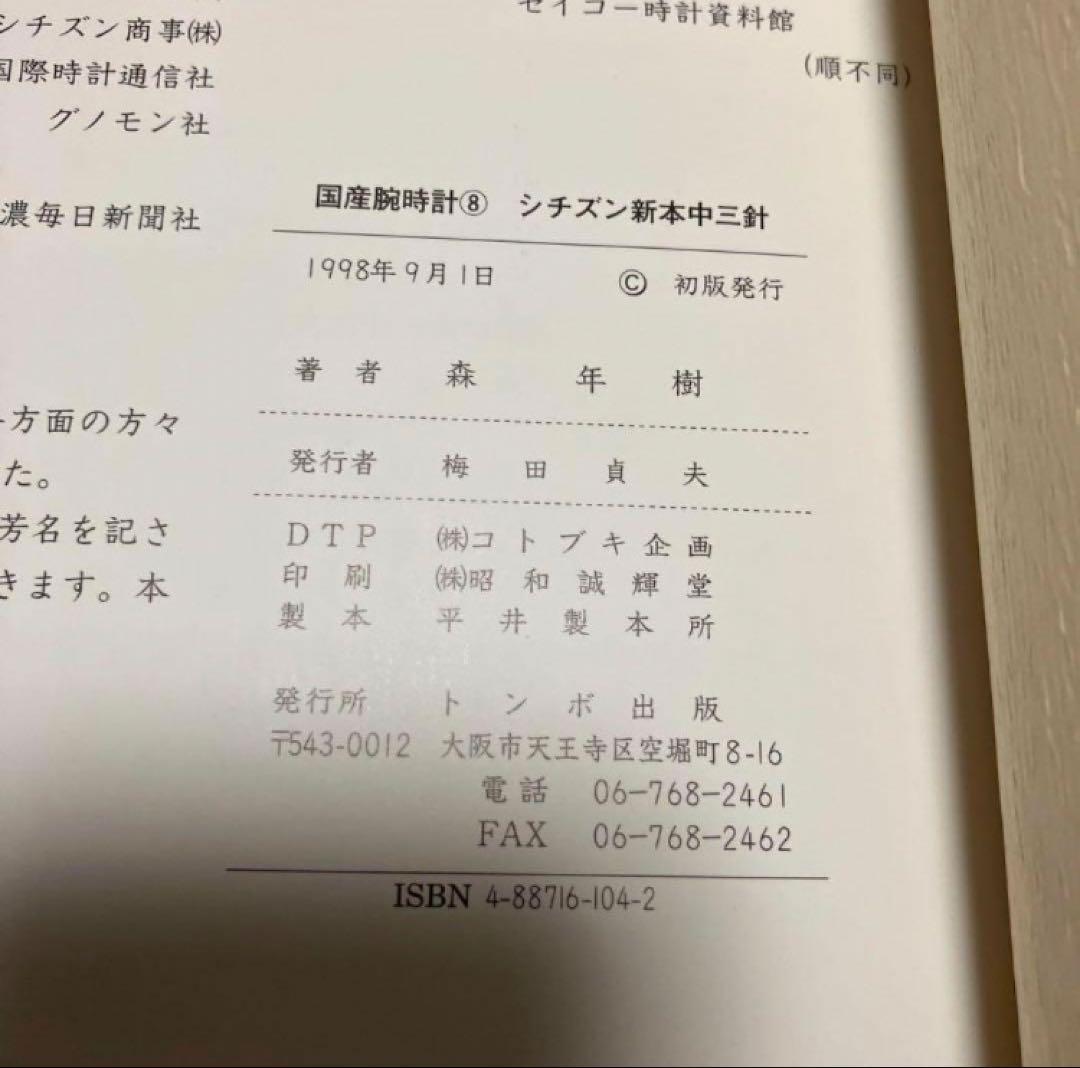 シチズン商事㈱
国際時計通信社
グノモン社
濃毎日新聞社
方面の方々
た。
芳名を記さ
きます。本
セイコー時計資料館
(順不同)
国産腕時計⑧ シチズン新本中三針
1998年9月1日 © 初版発行
著者 森年樹
発行者 梅田貞夫
DTP ㈱コトブキ企画
印刷 ㈱昭和誠輝堂
製本 平井製本所
発行所 トンボ出版
〒543-0012 大阪市天王寺区空堀町8-16
電話 06-768-2461
FAX 06-768-2462
ISBN 4-88716-104-2